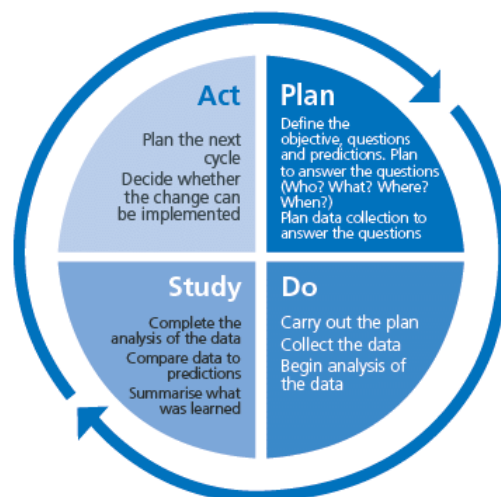 Act
Plan the next
cycle
Decide whether
the change can
be implemented
Plan
Define the
objective, questions
and predictions. Plan
to answer the questions
(Who? What? Where?
When?)
Plan data collection to
answer the questions
Study
Complete the
analysis of the data
Compare data to
predictions
Summarise what
was learned
Do
Carry out the plan
Collect the data
Begin analysis of
the data